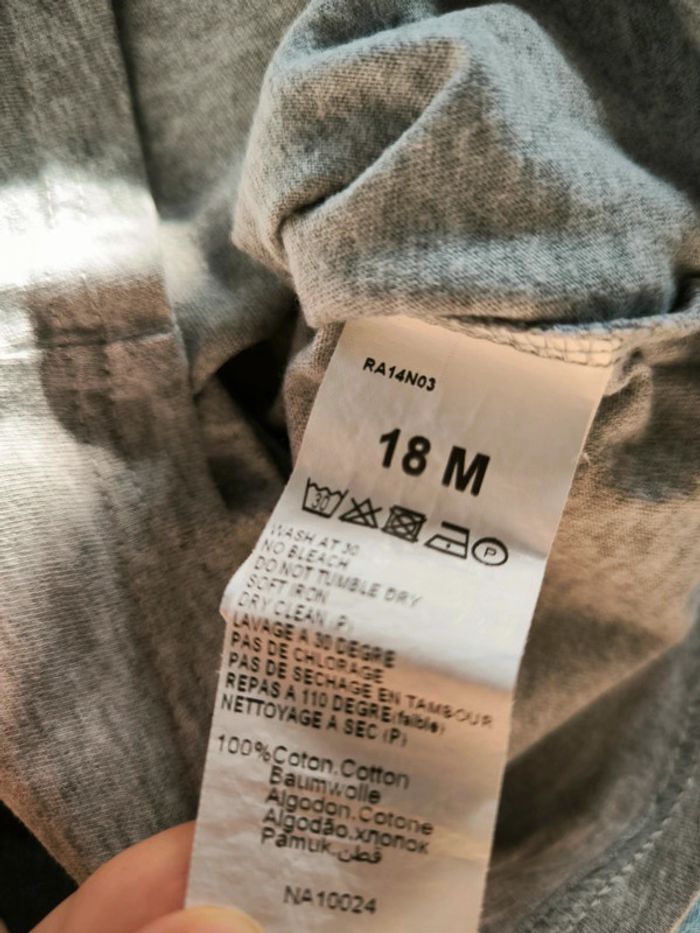 RA14N03
18 M
30 P
WASH AT 30
NO BLEACH
DO NOT TUMBLE DRY
SOFT IRON
DRY CLEAN (P)
LAVAGE A 30 DEGRE
PAS DE CHLORAGE
PAS DE SECHAGE EN TAMBOUR
REPAS A 110 DEGRE(faible)
NETTOYAGE A SEC (P)
100%Coton.Cotton
Baumwolle
Algodon.Cotone
Algodão.хлопок
Pamuk.قطن
NA10024